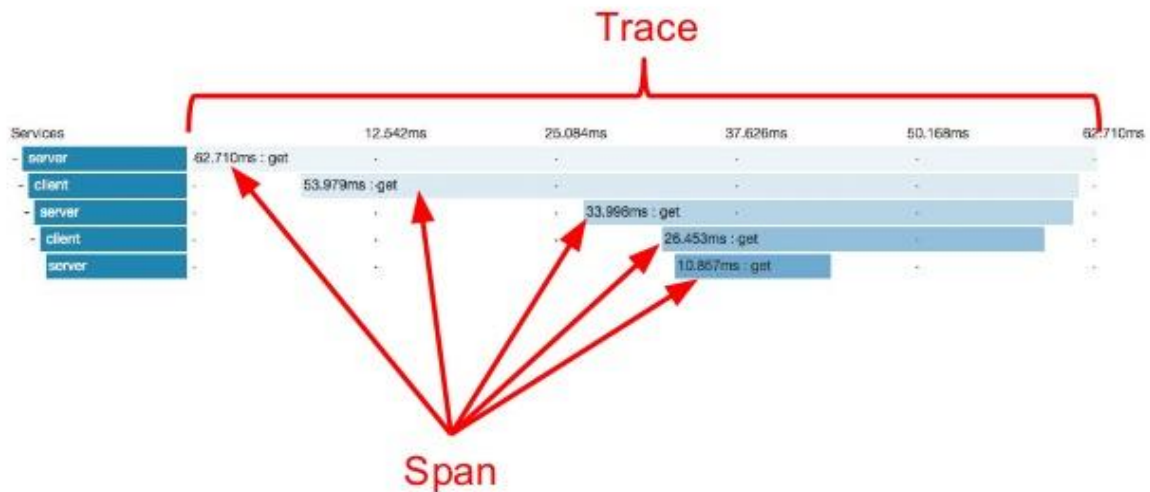 Trace
Services 12.542ms 25.084ms 37.626ms 50.168ms 62.710ms
- server 62.710ms : get
- client 53.979ms : get
- server 33.996ms : get
- client 26.453ms : get
server 10.867ms : get
Span